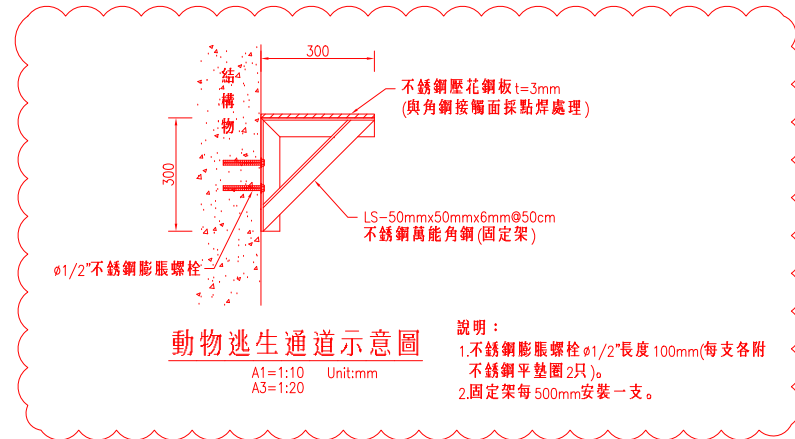 300
結構物
不銹鋼壓花鋼板t=3mm
(與角鋼接觸面採點焊處理)
300
LS-50mmx50mmx6mm@50cm
不銹鋼萬能角鋼(固定架)
ø1/2"不銹鋼膨脹螺栓
動物逃生通道示意圖
A1=1:10 Unit:mm
A3=1:20
說明：
1.不銹鋼膨脹螺栓ø1/2"長度100mm(每支各附
不銹鋼平墊圈2只)。
2.固定架每500mm安裝一支。